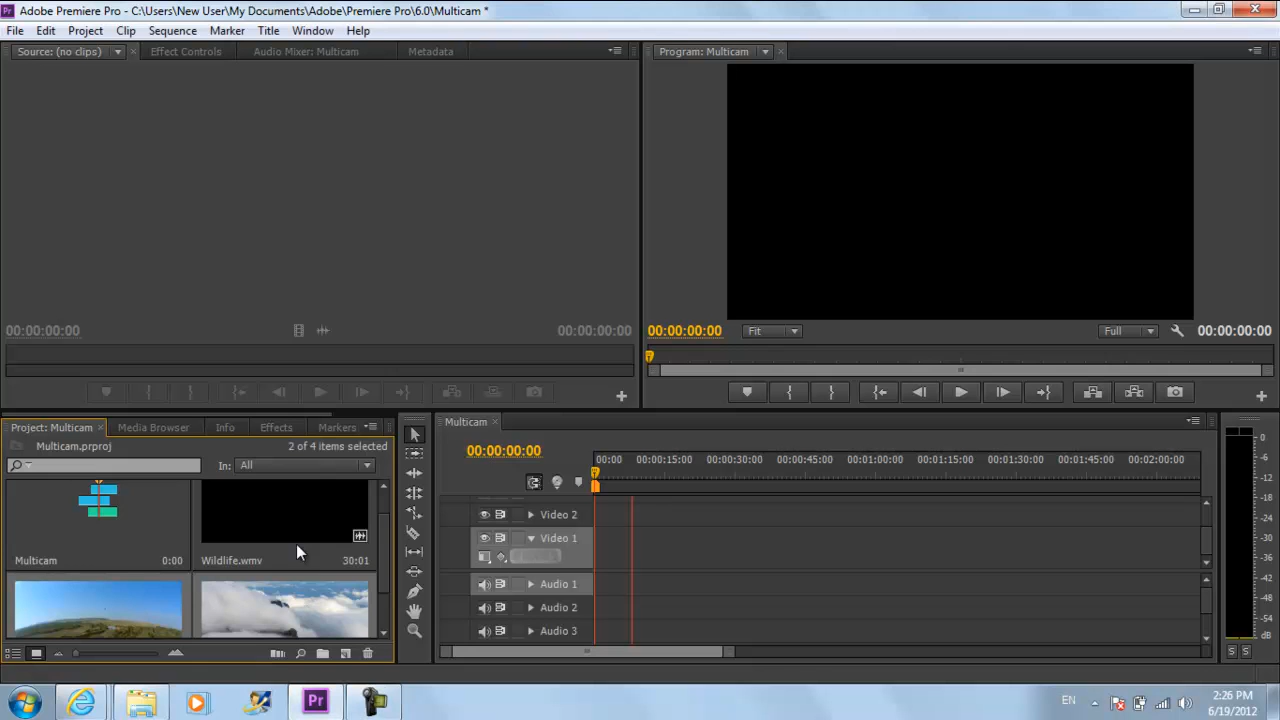 Pr Adobe Premiere Pro - C:\Users\New User\My Documents\Adobe\Premiere Pro\6.0\Multicam *
File Edit Project Clip Sequence Marker Title Window Help
Source: (no clips) Effect Controls Audio Mixer: Multicam Metadata
Program: Multicam
00:00:00:00 00:00:00:00
00:00:00:00 Fit Full 00:00:00:00
Project: Multicam Media Browser Info Effects Markers
Multicam.prproj 2 of 4 items selected
In: All
Multicam 0:00 Wildlife.wmv 30:01
Multicam
00:00:00:00
00:00 00:00:15:00 00:00:30:00 00:00:45:00 00:01:00:00 00:01:15:00 00:01:30:00 00:01:45:00 00:02:00:00
Video 2
Video 1
Audio 1
Audio 2
Audio 3
0
-6
-12
-18
-24
-30
-36
-42
-48
-54
dB
S S
Pr
EN
2:26 PM
6/19/2012